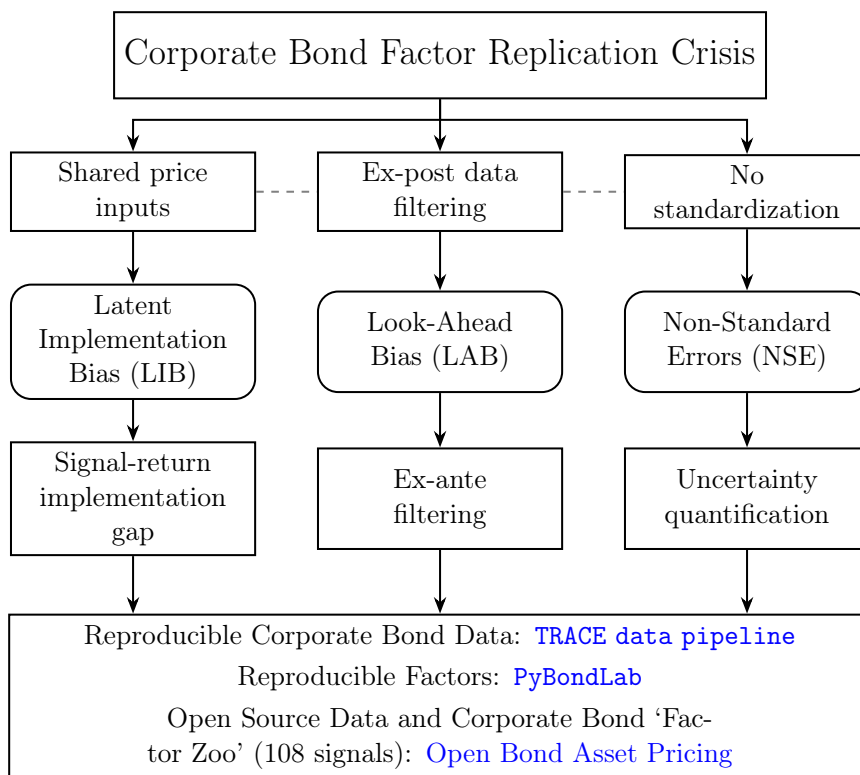 Corporate Bond Factor Replication Crisis
Shared price
inputs
Ex-post data
filtering
No
standardization
Latent
Implementation
Bias (LIB)
Look-Ahead
Bias (LAB)
Non-Standard
Errors (NSE)
Signal-return
implementation
gap
Ex-ante
filtering
Uncertainty
quantification
Reproducible Corporate Bond Data: TRACE data pipeline
Reproducible Factors: PyBondLab
Open Source Data and Corporate Bond ‘Fac-
tor Zoo’ (108 signals): Open Bond Asset Pricing